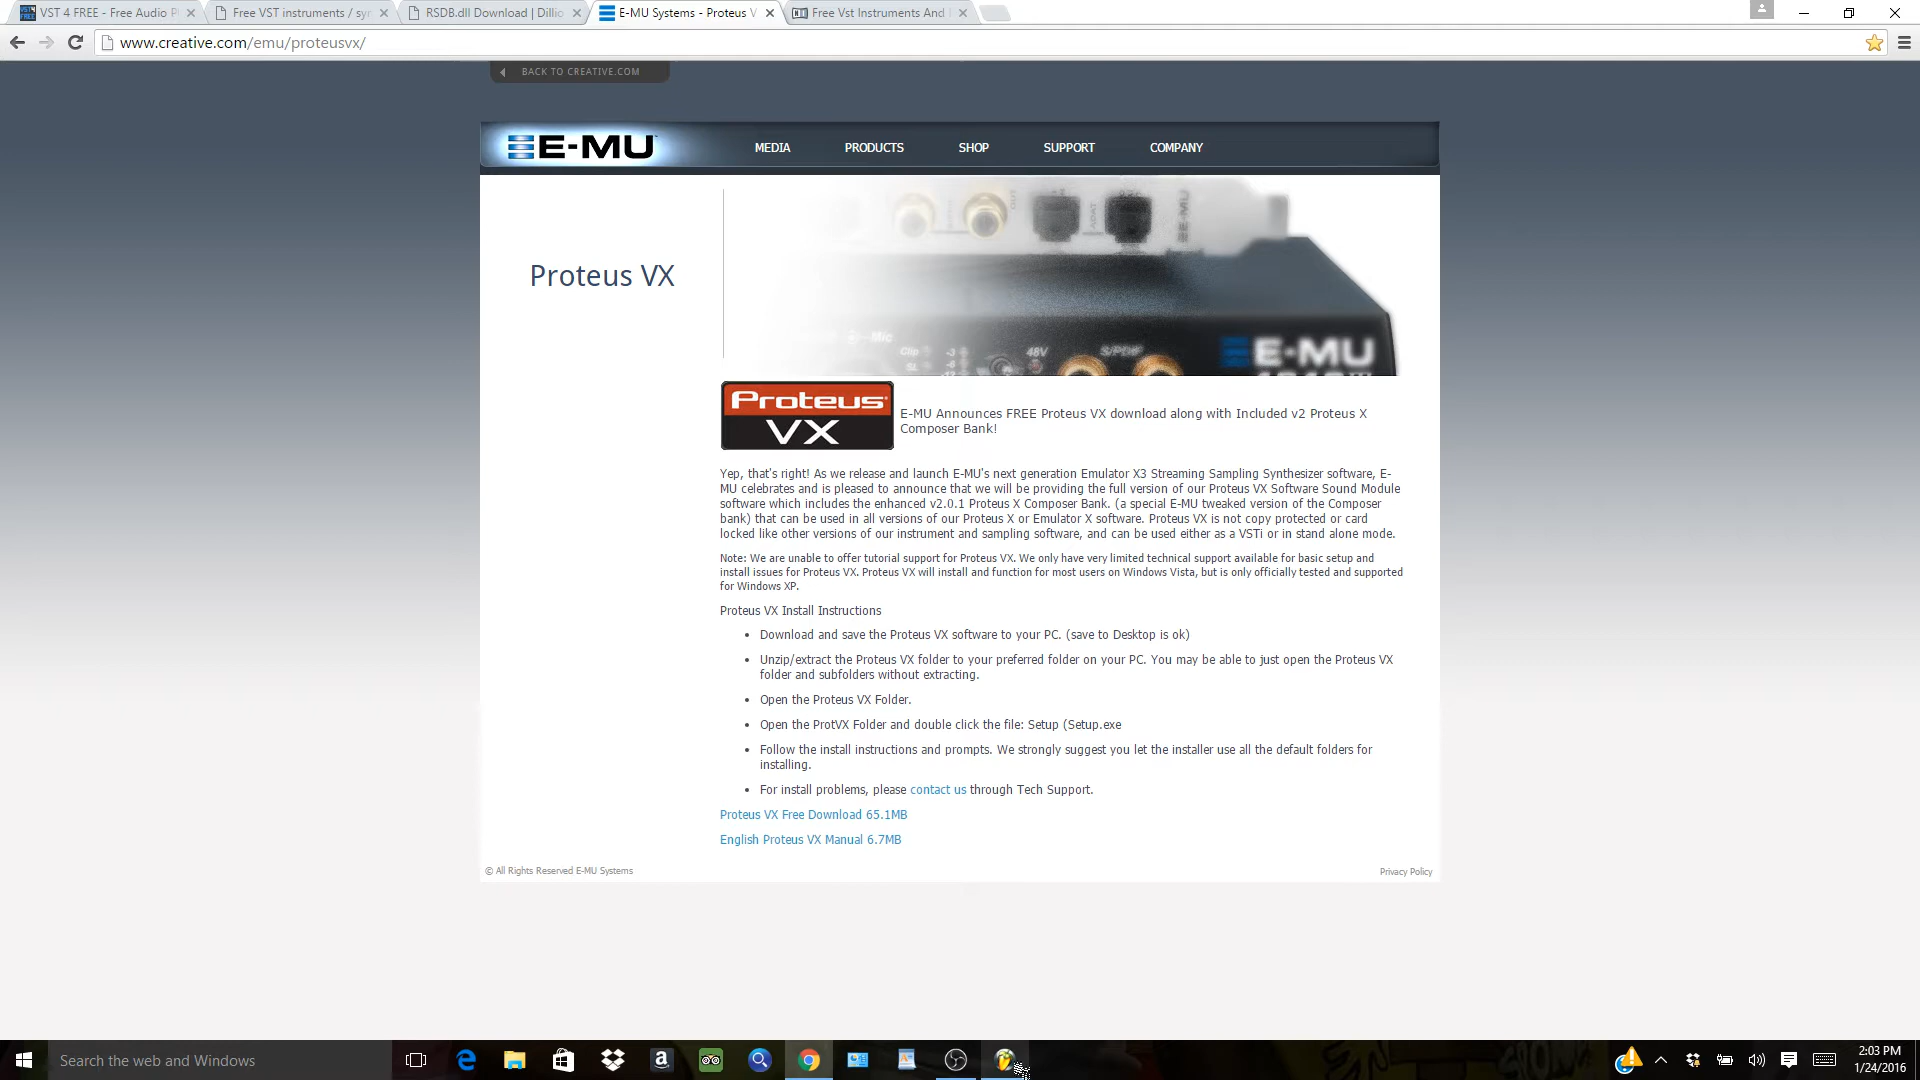 VST 4 FREE - Free Audio P
Free VST instruments / syn
RSDB.dll Download | Dillio
E-MU Systems - Proteus V
Free Vst Instruments And
www.creative.com/emu/proteusvx/
BACK TO CREATIVE.COM
E-MU
MEDIA
PRODUCTS
SHOP
SUPPORT
COMPANY
Proteus VX
Mic
Clip
SL
-3
-6
-12
48V
S/PDIF
E-MU
Proteus
VX
E-MU Announces FREE Proteus VX download along with Included v2 Proteus X
Composer Bank!
Yep, that's right! As we release and launch E-MU's next generation Emulator X3 Streaming Sampling Synthesizer software, E-
MU celebrates and is pleased to announce that we will be providing the full version of our Proteus VX Software Sound Module
software which includes the enhanced v2.0.1 Proteus X Composer Bank. (a special E-MU tweaked version of the Composer
bank) that can be used in all versions of our Proteus X or Emulator X software. Proteus VX is not copy protected or card
locked like other versions of our instrument and sampling software, and can be used either as a VSTi or in stand alone mode.
Note: We are unable to offer tutorial support for Proteus VX. We only have very limited technical support available for basic setup and
install issues for Proteus VX. Proteus VX will install and function for most users on Windows Vista, but is only officially tested and supported
for Windows XP.
Proteus VX Install Instructions
• Download and save the Proteus VX software to your PC. (save to Desktop is ok)
• Unzip/extract the Proteus VX folder to your preferred folder on your PC. You may be able to just open the Proteus VX
folder and subfolders without extracting.
• Open the Proteus VX Folder.
• Open the ProtVX Folder and double click the file: Setup (Setup.exe
• Follow the install instructions and prompts. We strongly suggest you let the installer use all the default folders for
installing.
• For install problems, please contact us through Tech Support.
Proteus VX Free Download 65.1MB
English Proteus VX Manual 6.7MB
© All Rights Reserved E-MU Systems
Privacy Policy
Search the web and Windows
2:03 PM
1/24/2016